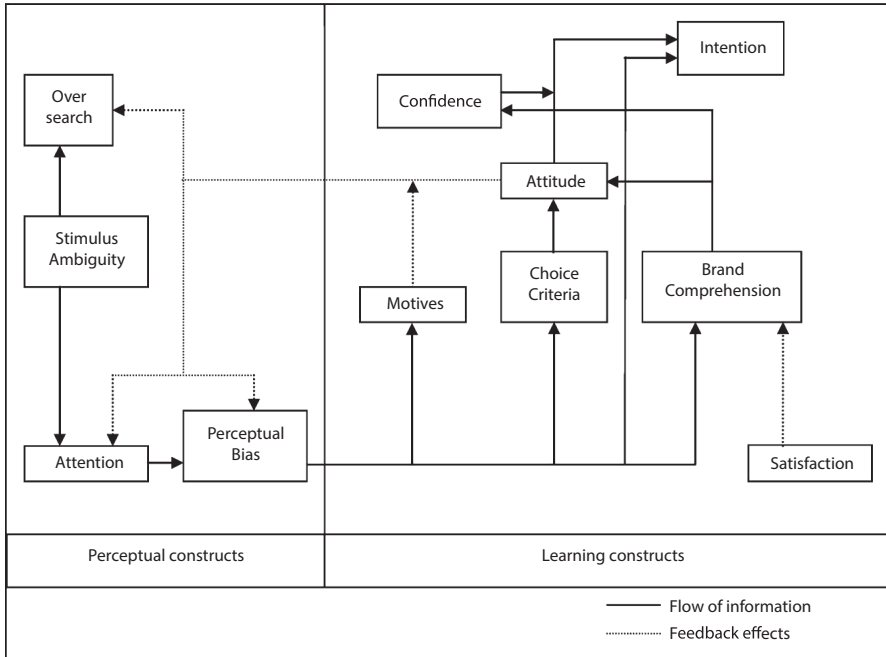 Intention
Over
search
Confidence
Attitude
Stimulus
Ambiguity
Choice
Criteria
Brand
Comprehension
Motives
Perceptual
Bias
Attention
Satisfaction
Perceptual constructs
Learning constructs
Flow of information
Feedback effects